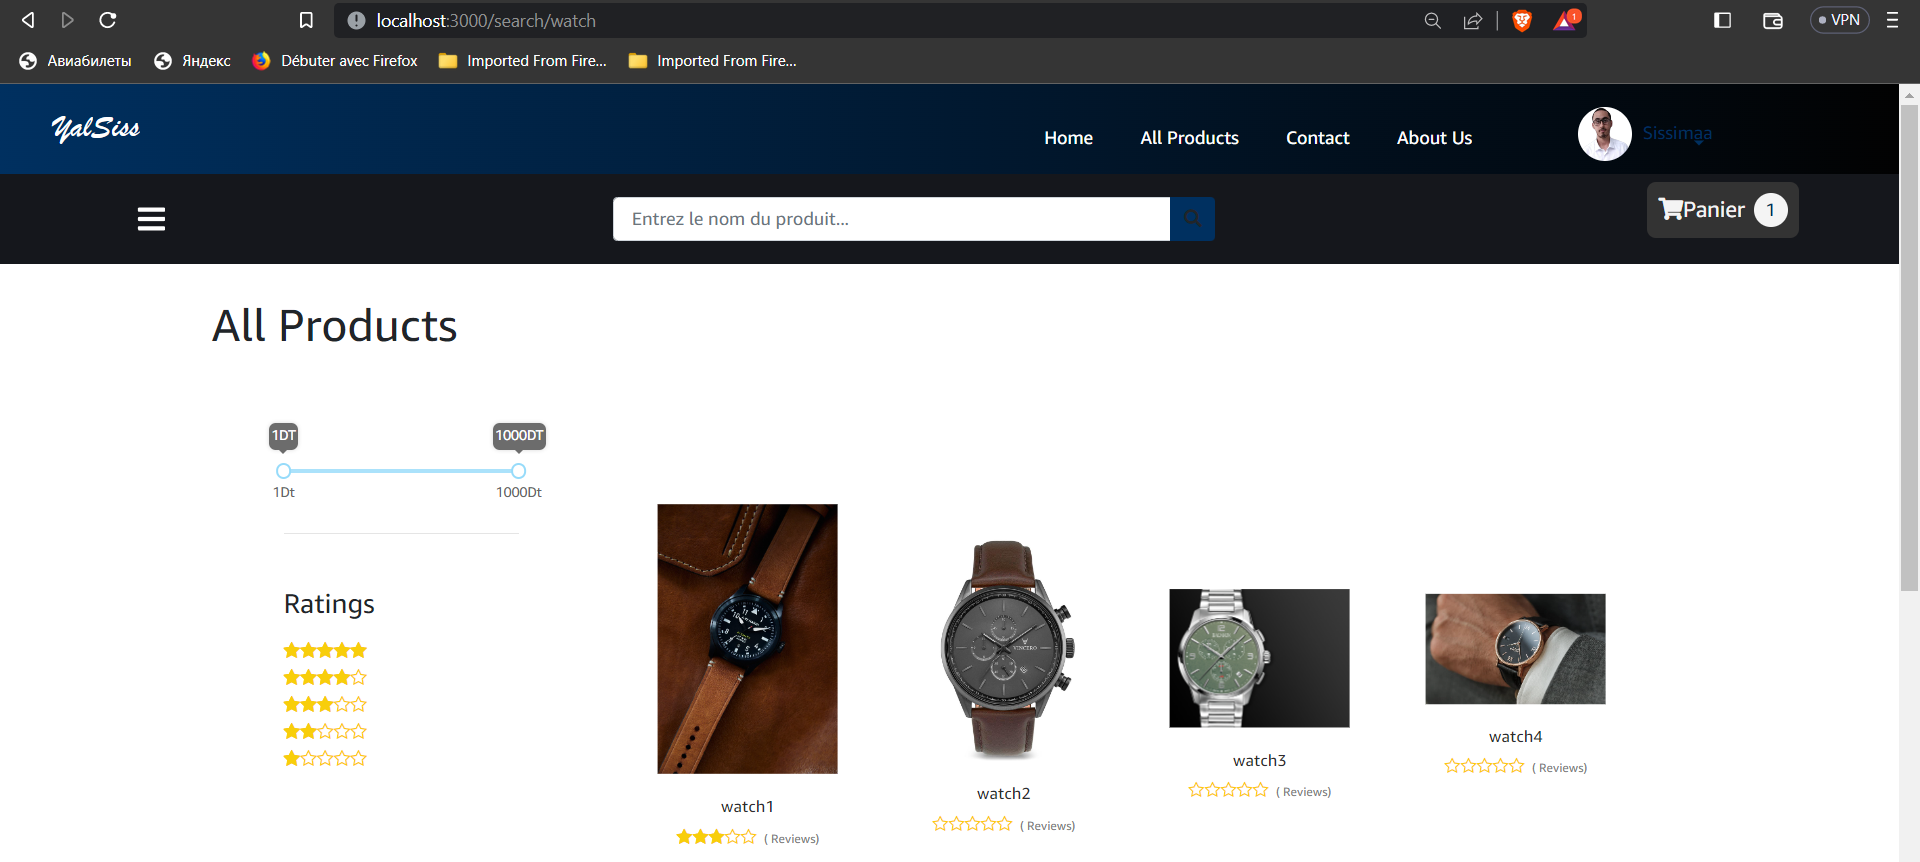 localhost:3000/search/watch
1
VPN
Авиабилеты
Яндекс
Débuter avec Firefox
Imported From Fire...
Imported From Fire...
YalSiss
Home
All Products
Contact
About Us
Sissimaa
Entrez le nom du produit...
Panier 1
All Products
1DT
1000DT
1Dt
1000Dt
Ratings
VINCERO
watch1
( Reviews)
watch2
( Reviews)
watch3
( Reviews)
watch4
( Reviews)